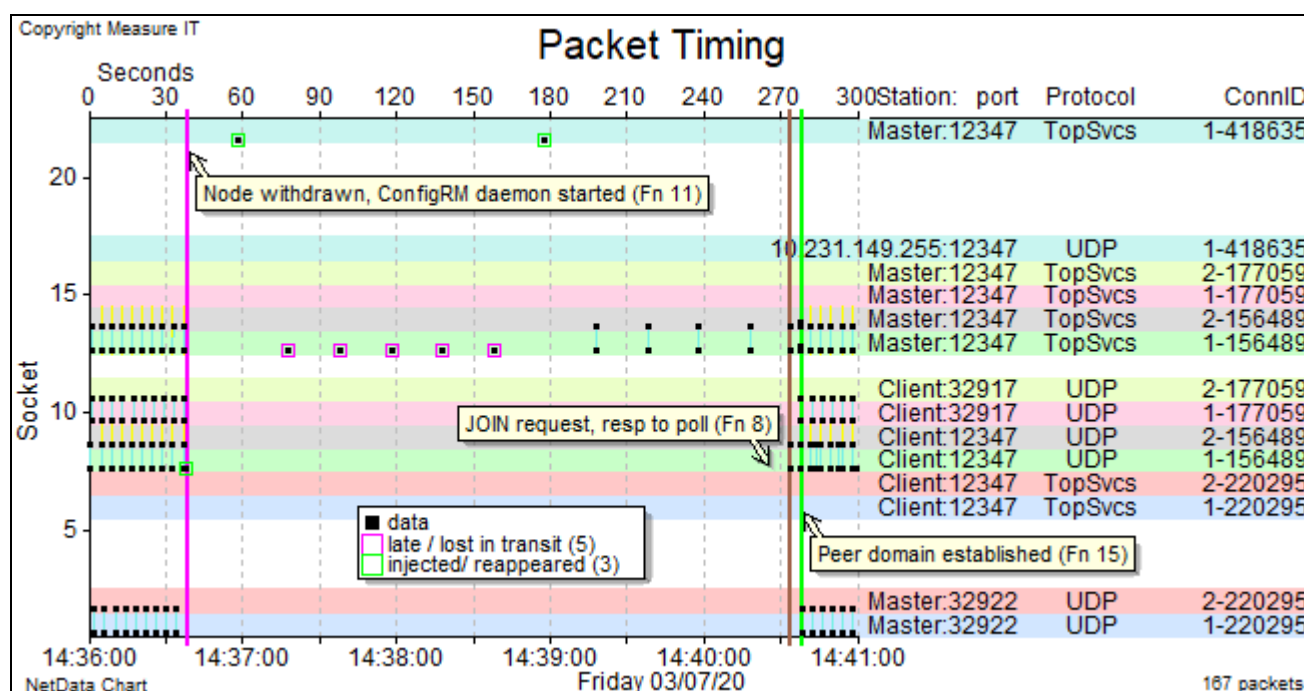 Copyright Measure IT
Packet Timing
Seconds
0 30 60 90 120 150 180 210 240 270 300 Station: port Protocol ConnID
Master:12347 TopSvcs 1-418635
20
Node withdrawn, ConfigRM daemon started (Fn 11)
10.231.149.255:12347 UDP 1-418635
Master:12347 TopSvcs 2-177059
15 Master:12347 TopSvcs 1-177059
Master:12347 TopSvcs 2-156489
Master:12347 TopSvcs 1-156489
Socket
Client:32917 UDP 2-177059
10 Client:32917 UDP 1-177059
JOIN request, resp to poll (Fn 8)
Client:12347 UDP 2-156489
Client:12347 UDP 1-156489
Client:12347 TopSvcs 2-220295
Client:12347 TopSvcs 1-220295
5
data
late / lost in transit (5)
injected/ reappeared (3)
Peer domain established (Fn 15)
Master:32922 UDP 2-220295
Master:32922 UDP 1-220295
14:36:00 14:37:00 14:38:00 14:39:00 14:40:00 14:41:00
NetData Chart Friday 03/07/20 167 packets